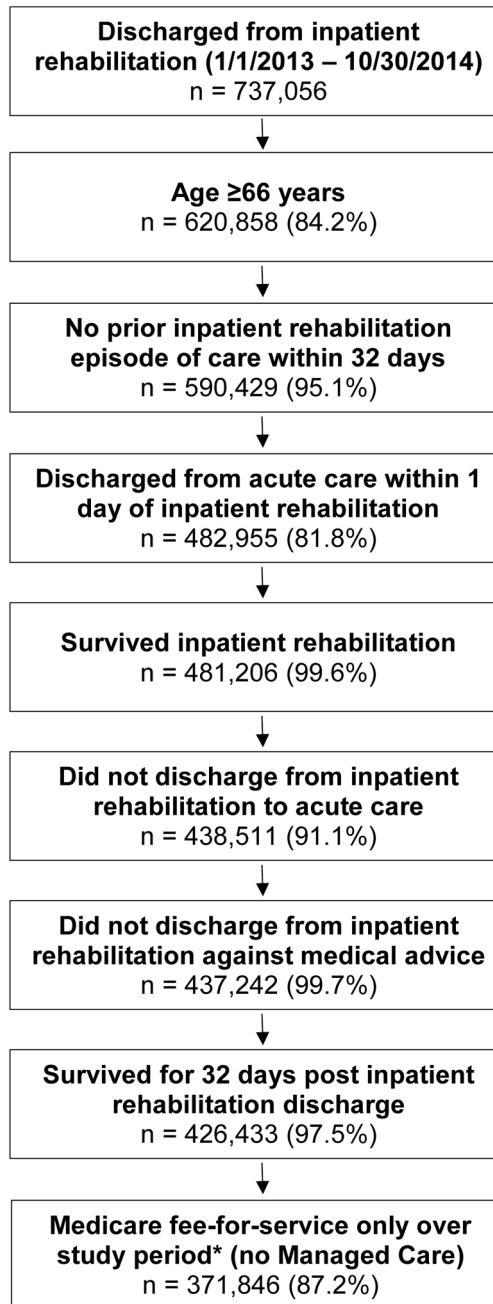 Discharged from inpatient
rehabilitation (1/1/2013 – 10/30/2014)
n = 737,056
Age ≥66 years
n = 620,858 (84.2%)
No prior inpatient rehabilitation
episode of care within 32 days
n = 590,429 (95.1%)
Discharged from acute care within 1
day of inpatient rehabilitation
n = 482,955 (81.8%)
Survived inpatient rehabilitation
n = 481,206 (99.6%)
Did not discharge from inpatient
rehabilitation to acute care
n = 438,511 (91.1%)
Did not discharge from inpatient
rehabilitation against medical advice
n = 437,242 (99.7%)
Survived for 32 days post inpatient
rehabilitation discharge
n = 426,433 (97.5%)
Medicare fee-for-service only over
study period* (no Managed Care)
n = 371,846 (87.2%)